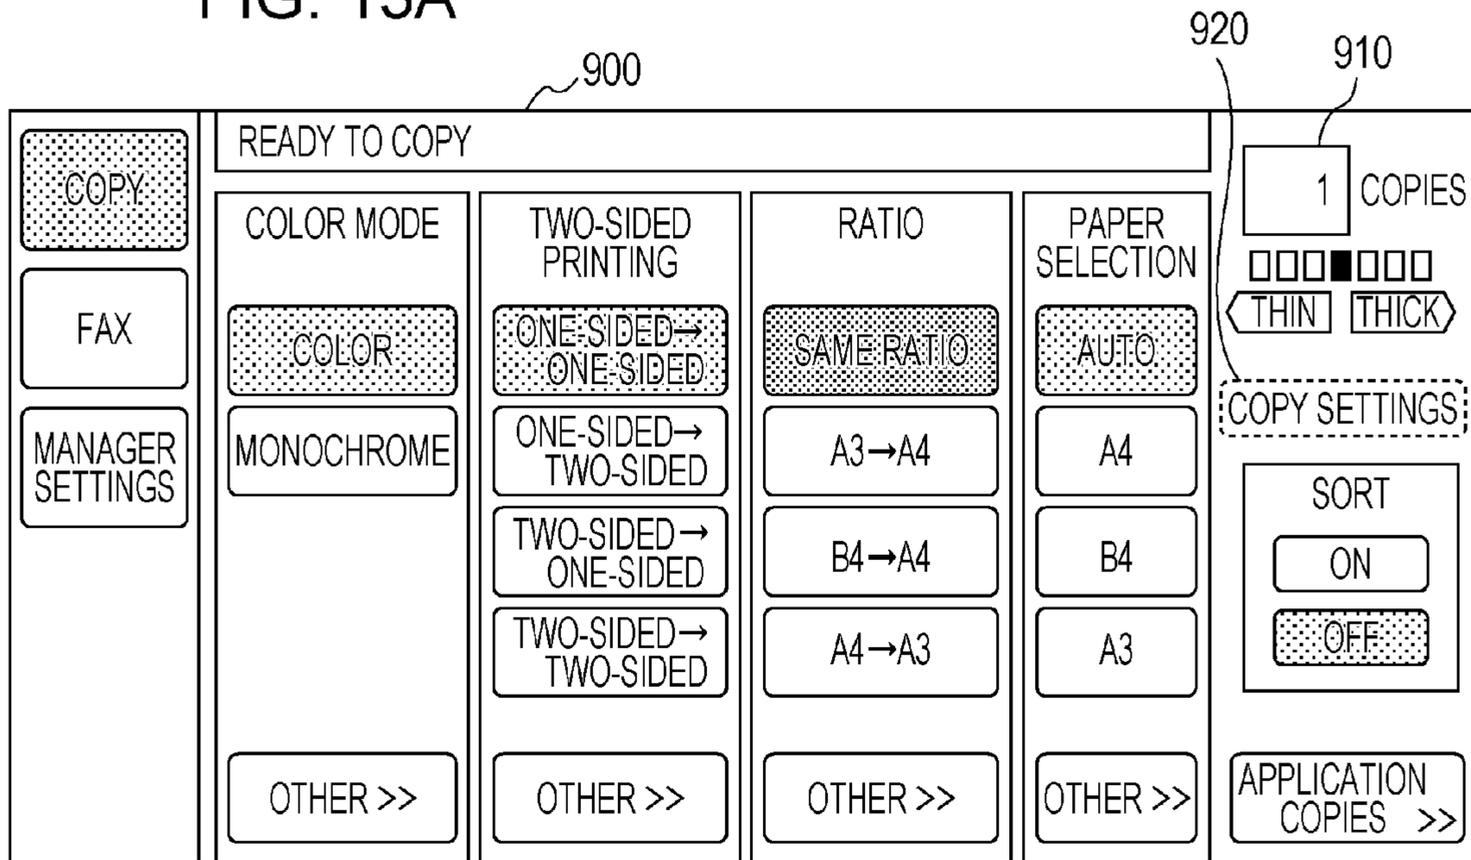 FIG. 13A
920
910
900
READY TO COPY
COPY
FAX
MANAGER
SETTINGS
COLOR MODE
COLOR
MONOCHROME
OTHER >>
TWO-SIDED
PRINTING
ONE-SIDED→
ONE-SIDED
ONE-SIDED→
TWO-SIDED
TWO-SIDED→
ONE-SIDED
TWO-SIDED→
TWO-SIDED
OTHER >>
RATIO
SAME RATIO
A3→A4
B4→A4
A4→A3
OTHER >>
PAPER
SELECTION
AUTO
A4
B4
A3
OTHER >>
1 COPIES
THIN THICK
COPY SETTINGS
SORT
ON
OFF
APPLICATION
COPIES >>